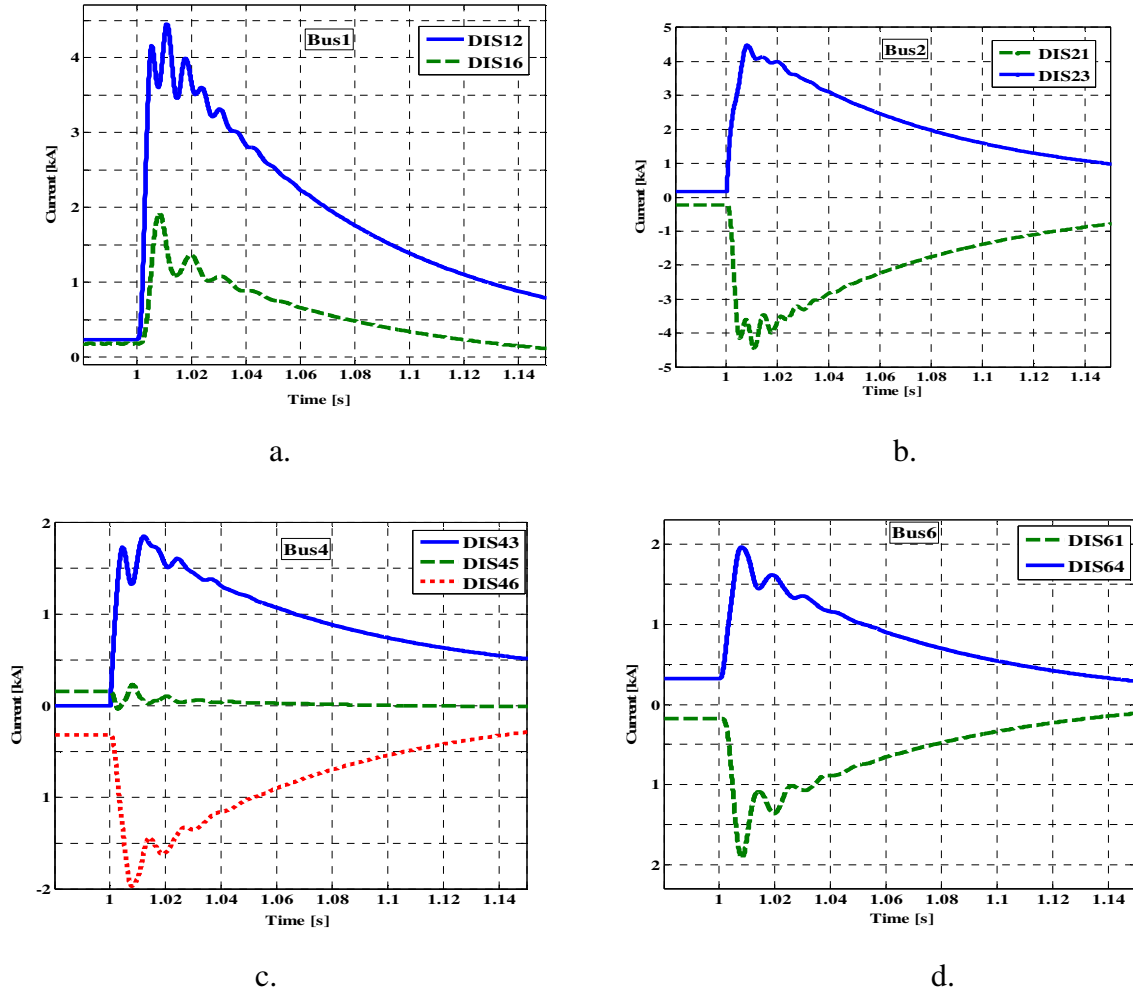 Bus1
DIS12
DIS16
Current [kA]
4
3
2
1
0
1
1.02
1.04
1.06
1.08
1.1
1.12
1.14
Time [s]
a.
Bus2
DIS21
DIS23
Current [kA]
5
4
3
2
1
0
-1
-2
-3
-4
-5
1
1.02
1.04
1.06
1.08
1.1
1.12
1.14
Time [s]
b.
Bus4
DIS43
DIS45
DIS46
Current [kA]
2
1
0
1
-2
1
1.02
1.04
1.06
1.08
1.1
1.12
1.14
Time [s]
c.
Bus6
DIS61
DIS64
Current [kA]
2
1
0
1
2
1
1.02
1.04
1.06
1.08
1.1
1.12
1.14
Time [s]
d.